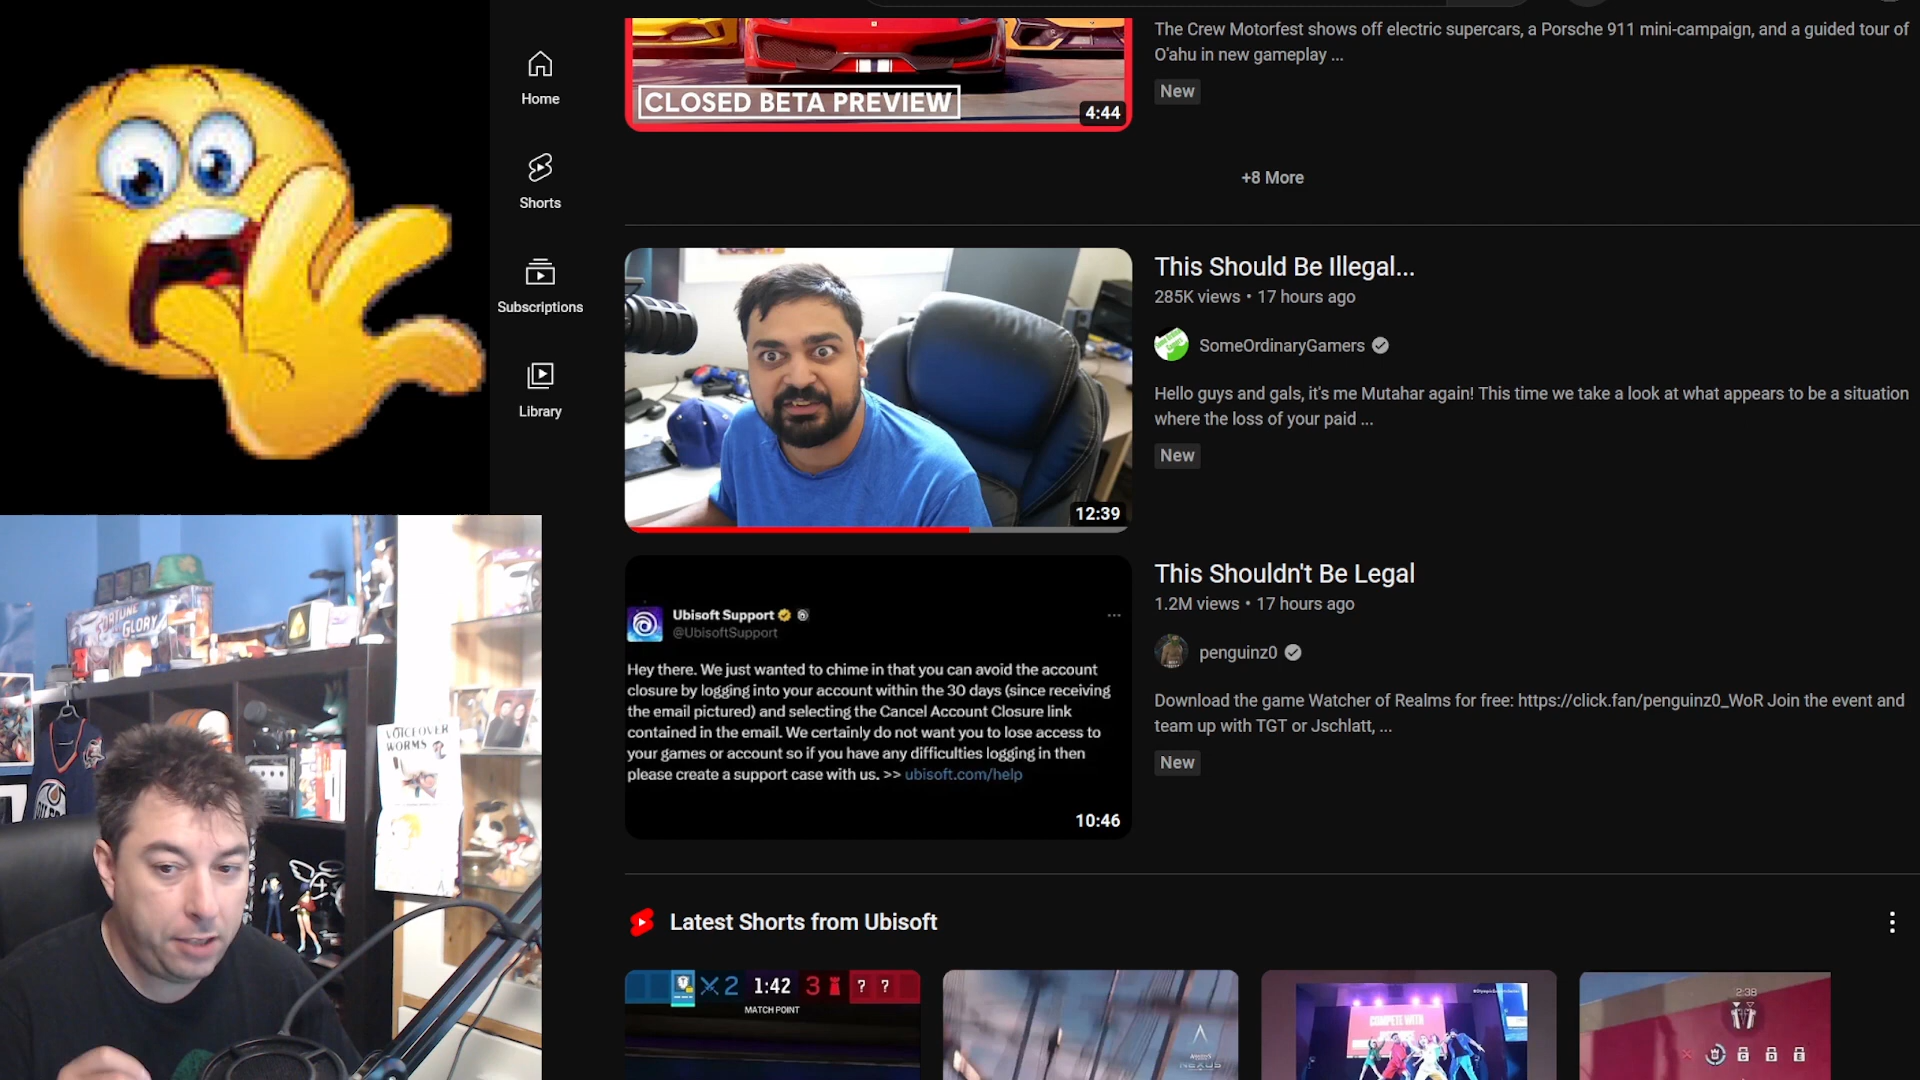 The Crew Motorfest shows off electric supercars, a Porsche 911 mini-campaign, and a guided tour of
O'ahu in new gameplay ...
New
CLOSED BETA PREVIEW
4:44
+8 More
Home
Shorts
Subscriptions
Library
This Should Be Illegal...
285K views • 17 hours ago
SomeOrdinaryGamers
Hello guys and gals, it's me Mutahar again! This time we take a look at what appears to be a situation
where the loss of your paid ...
New
12:39
This Shouldn't Be Legal
1.2M views • 17 hours ago
penguinz0
Download the game Watcher of Realms for free: https://click.fan/penguinz0_WoR Join the event and
team up with TGT or Jschlatt, ...
New
Ubisoft Support
@UbisoftSupport
Hey there. We just wanted to chime in that you can avoid the account
closure by logging into your account within the 30 days (since receiving
the email pictured) and selecting the Cancel Account Closure link
contained in the email. We certainly do not want you to lose access to
your games or account so if you have any difficulties logging in then
please create a support case with us. >> ubisoft.com/help
10:46
FORTUNE
GLORY
VOICEOVER
WORMS
Latest Shorts from Ubisoft
2 1:42 3 ? ?
MATCH POINT
NEXUS
COMPETE WITH
2:38